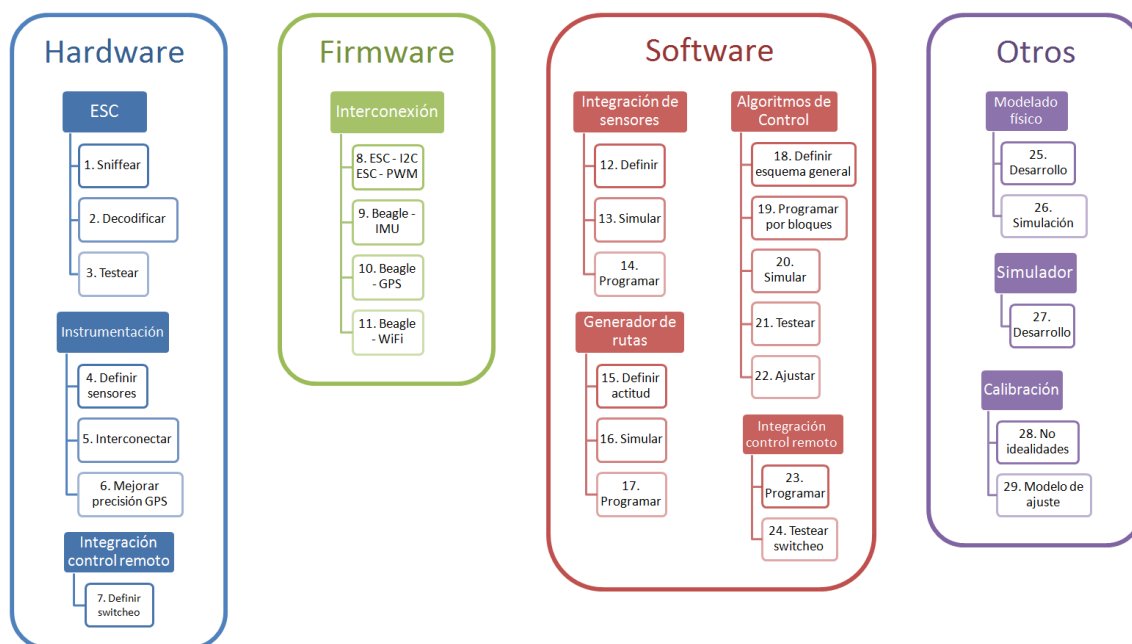 Hardware
ESC
1. Sniffear
2. Decodificar
3. Testear
Instrumentación
4. Definir
sensores
5. Interconectar
6. Mejorar
precisión GPS
Integración
control remoto
7. Definir
switcheo
Firmware
Interconexión
8. ESC - I2C
ESC - PWM
9. Beagle -
IMU
10. Beagle
- GPS
11. Beagle
- WiFi
Software
Integración de
sensores
12. Definir
13. Simular
14.
Programar
Generador de
rutas
15. Definir
actitud
16. Simular
17.
Programar
Algoritmos de
Control
18. Definir
esquema general
19. Programar
por bloques
20.
Simular
21. Testear
22. Ajustar
Integración
control remoto
23.
Programar
24. Testear
switcheo
Otros
Modelado
físico
25.
Desarrollo
26.
Simulación
Simulador
27.
Desarrollo
Calibración
28. No
idealidades
29. Modelo de
ajuste